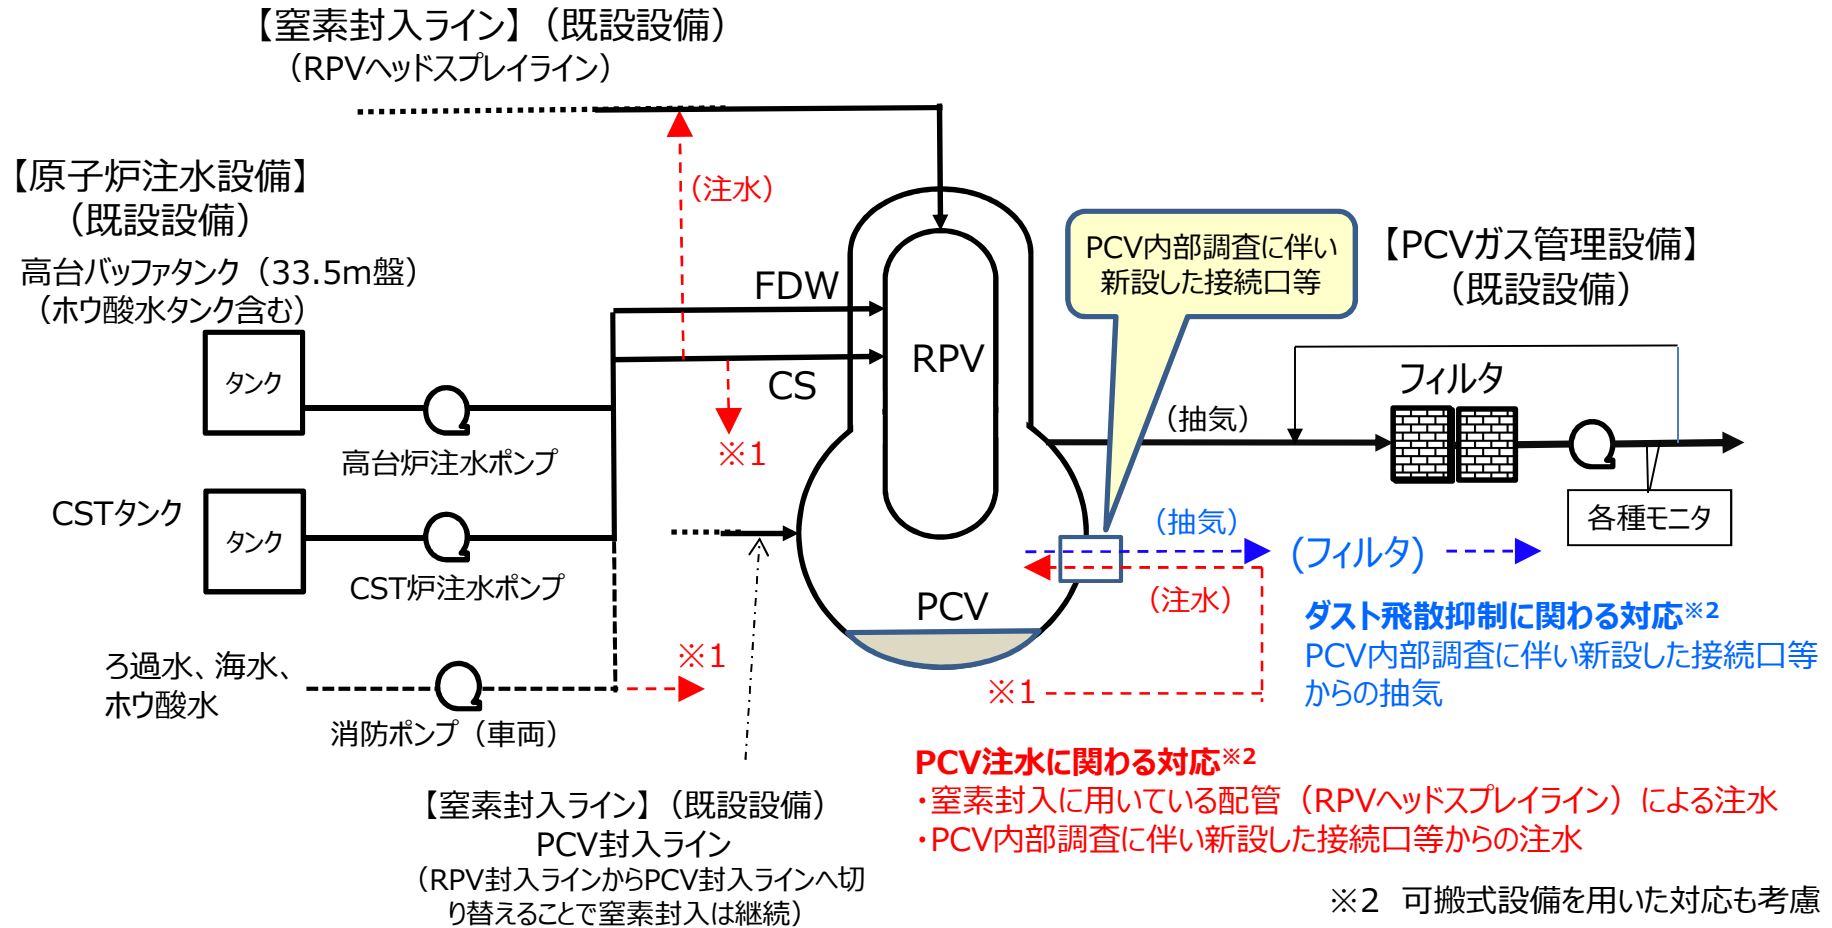 【窒素封入ライン】（既設設備）
（RPVヘッドスプレイライン）
【原子炉注水設備】
（既設設備）
高台バッファタンク（33.5m盤）
（ホウ酸水タンク含む）
タンク
高台炉注水ポンプ
CSTタンク
タンク
CST炉注水ポンプ
ろ過水、海水、
ホウ酸水
消防ポンプ（車両）
（注水）
FDW
CS
※1
※1
RPV
PCV
PCV内部調査に伴い
新設した接続口等
【PCVガス管理設備】
（既設設備）
フィルタ
（抽気）
各種モニタ
（抽気）
(フィルタ)
（注水）
※1
ダスト飛散抑制に関わる対応※2
PCV内部調査に伴い新設した接続口等
からの抽気
PCV注水に関わる対応※2
・窒素封入に用いている配管（RPVヘッドスプレイライン）による注水
・PCV内部調査に伴い新設した接続口等からの注水
【窒素封入ライン】（既設設備）
PCV封入ライン
（RPV封入ラインからPCV封入ラインへ切
り替えることで窒素封入は継続）
※2　可搬式設備を用いた対応も考慮